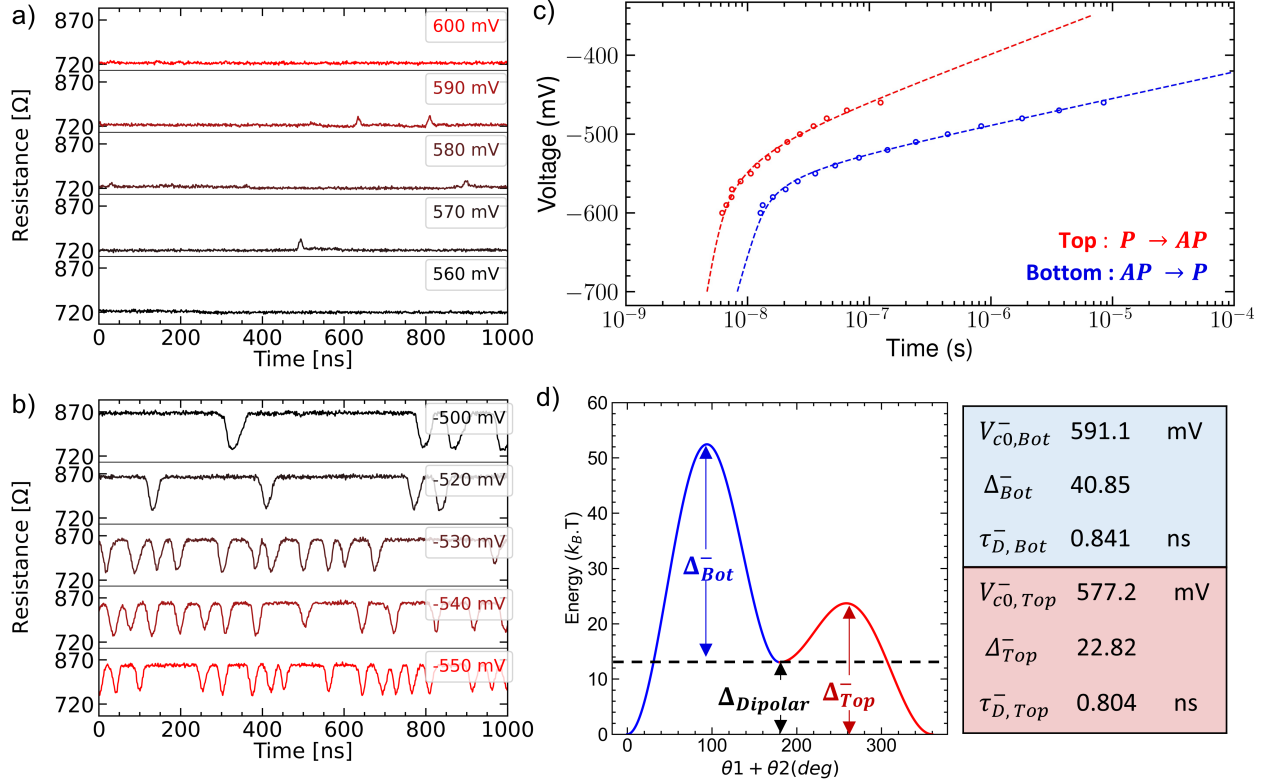 a)
Resistance [Ω]
870
720
600 mV
870
720
590 mV
870
720
580 mV
870
720
570 mV
870
720
560 mV
0 200 400 600 800 1000
Time [ns]
b)
Resistance [Ω]
870
720
-500 mV
870
720
-520 mV
870
720
-530 mV
870
720
-540 mV
870
720
-550 mV
0 200 400 600 800 1000
Time [ns]
c)
Voltage (mV)
−400
−500
−600
−700
Top : P → AP
Bottom : AP → P
10⁻⁹ 10⁻⁸ 10⁻⁷ 10⁻⁶ 10⁻⁵ 10⁻⁴
Time (s)
d)
Energy (k_B.T)
60
50
40
30
20
10
0
Δ⁻_Bot
Δ_Dipolar
Δ⁻_Top
0 100 200 300
θ1 + θ2(deg)
V⁻_c0,Bot 591.1 mV
Δ⁻_Bot 40.85
τ⁻_D,Bot 0.841 ns
V⁻_c0,Top 577.2 mV
Δ⁻_Top 22.82
τ⁻_D,Top 0.804 ns